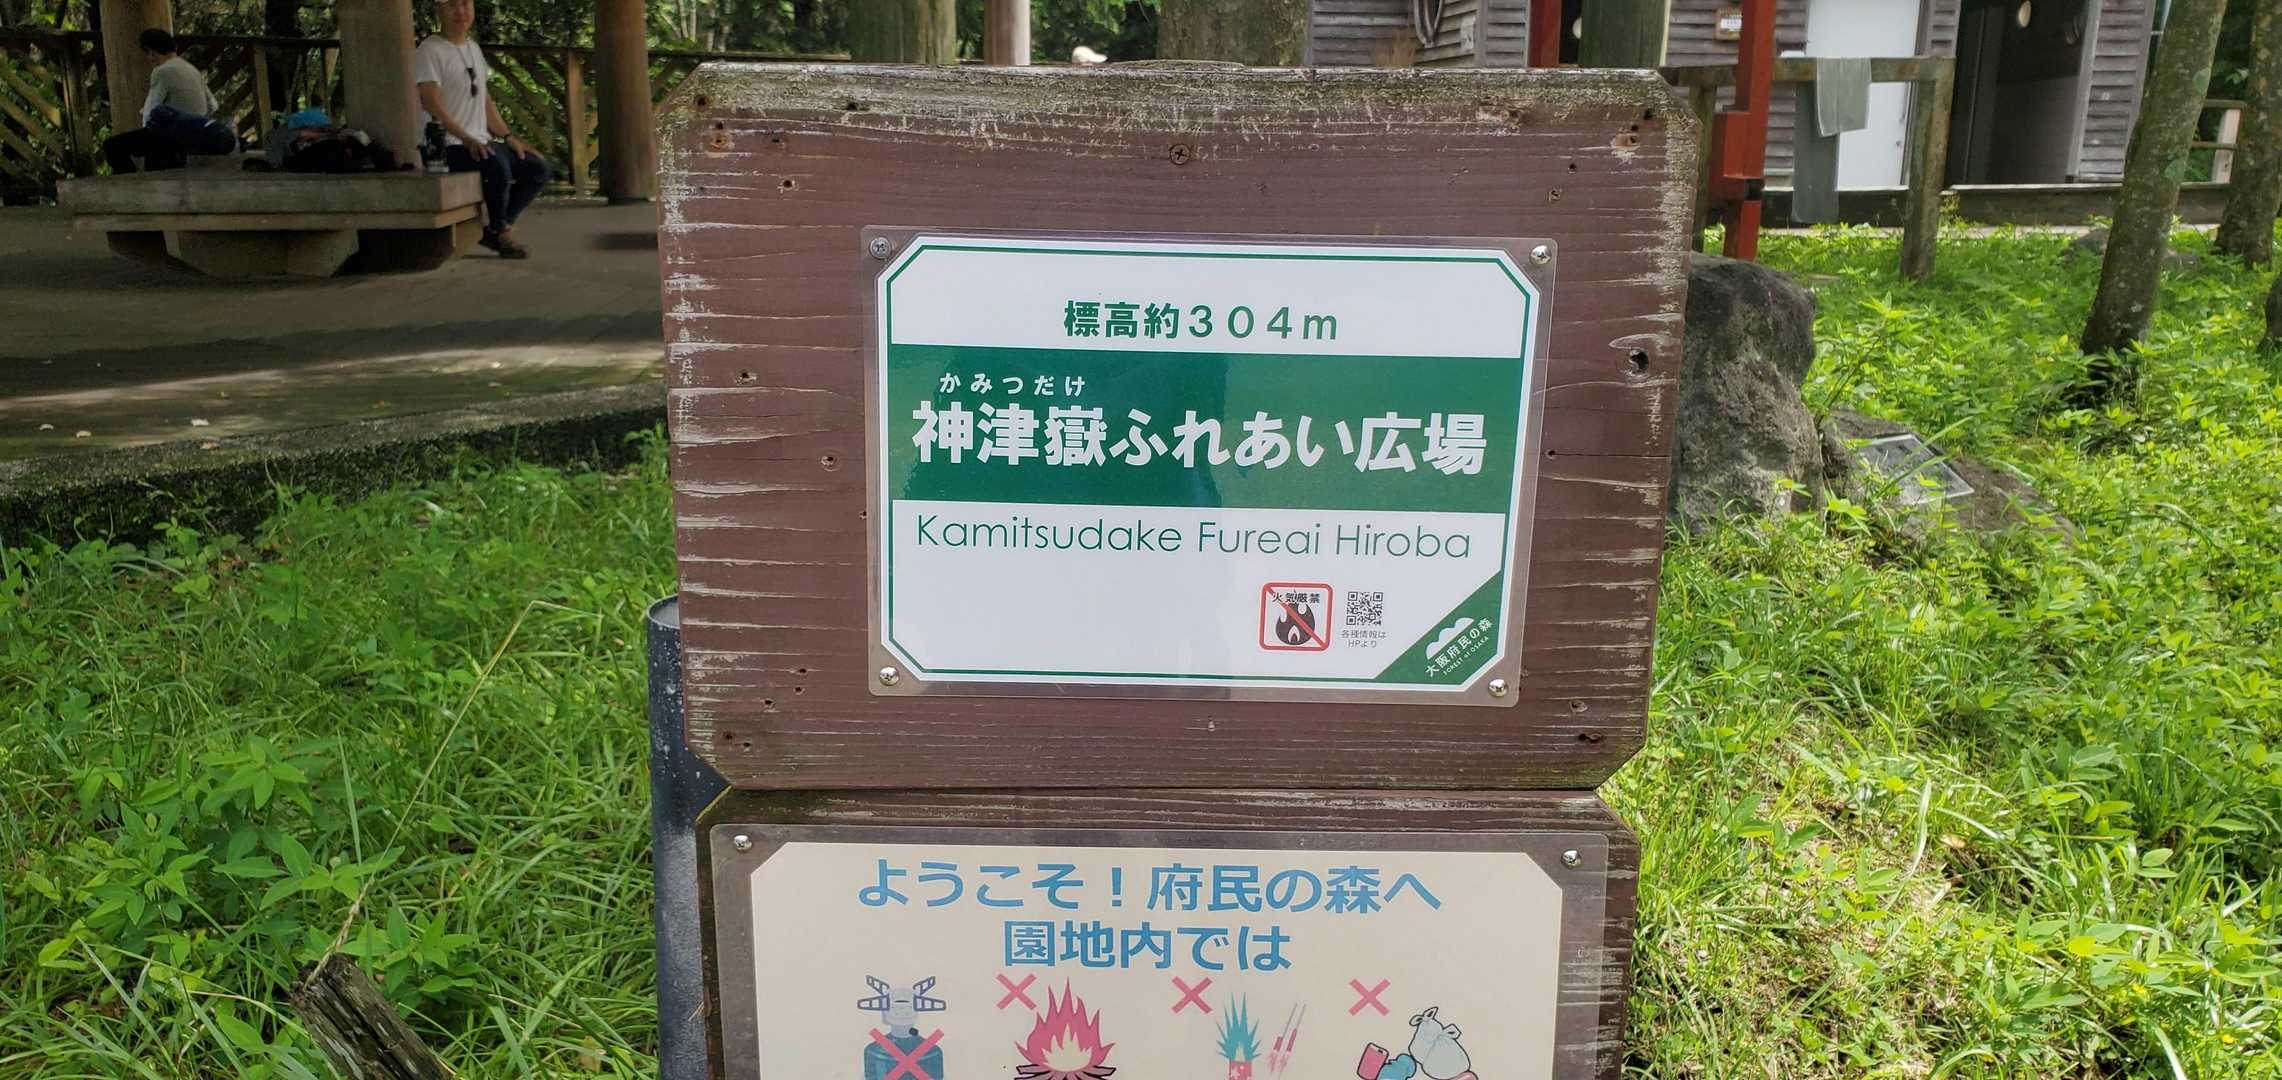 標高約304m
かみつだけ
神津嶽ふれあい広場
Kamitsudake Fureai Hiroba
火気厳禁
各種情報は
HPより
大阪府民の森
FOREST of OSAKA
ようこそ！府民の森へ
園地内では